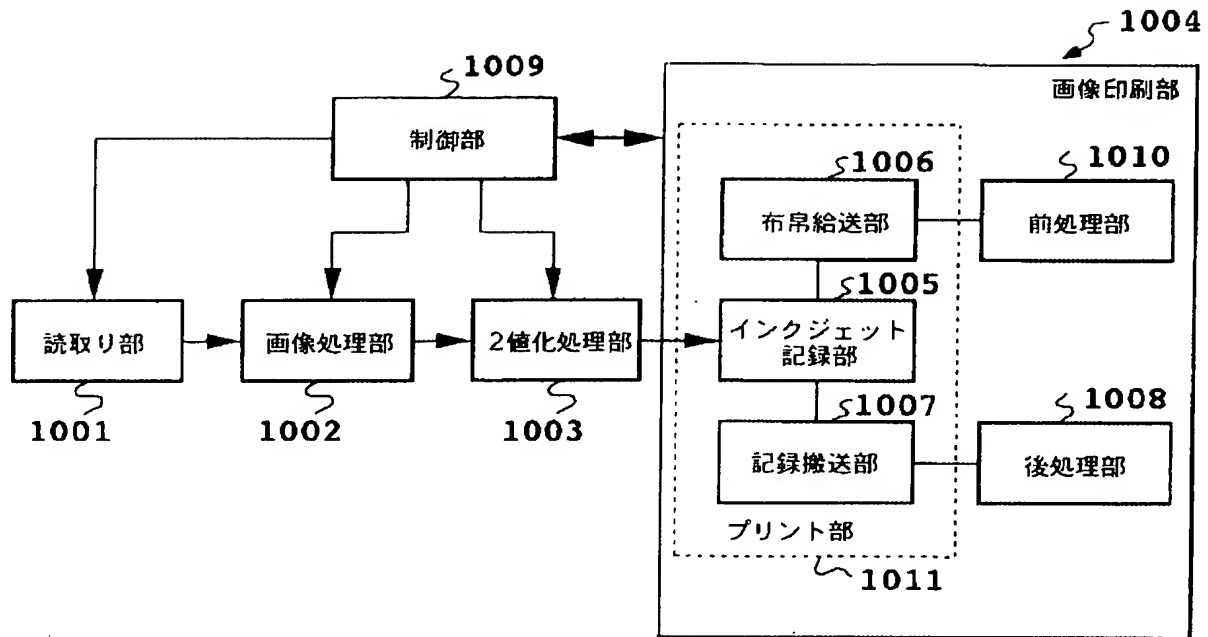 1004
1009
画像印刷部
制御部
1006
1010
布帛給送部
前処理部
1005
読取り部
画像処理部
2値化処理部
インクジェット
記録部
1001
1002
1003
1007
1008
記録搬送部
後処理部
プリント部
1011